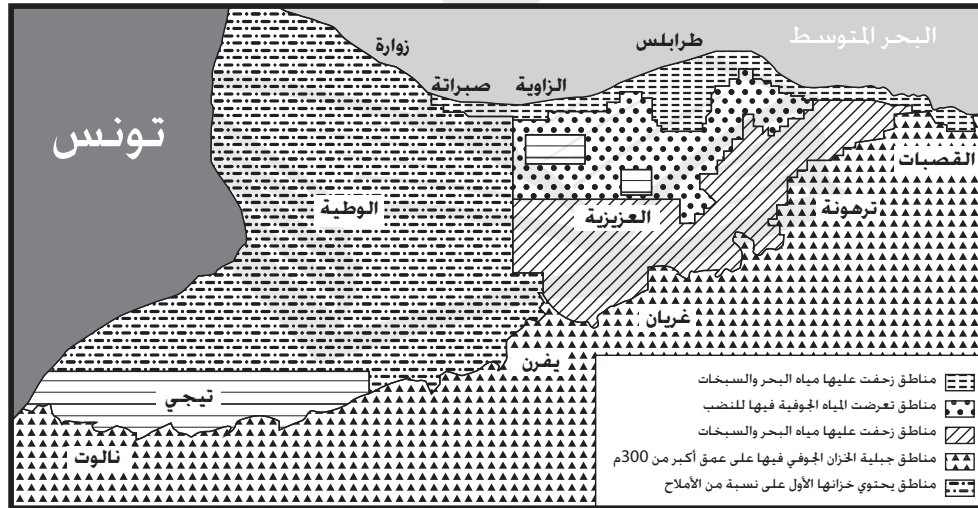 البحر المتوسط
طرابلس
زوارة
الزاوية
صبراتة
تونس
القصبات
ترهونة
العزيزية
الوطية
غريان
يفرن
تيجي
نالوت
مناطق زحفت عليها مياه البحر والسبخات
مناطق تعرضت المياه الجوفية فيها للنضب
مناطق زحفت عليها مياه البحر والسبخات
مناطق جبلية الخزان الجوفي فيها على عمق أكبر من 300م
مناطق يحتوي خزانها الأول على نسبة من الأملاح